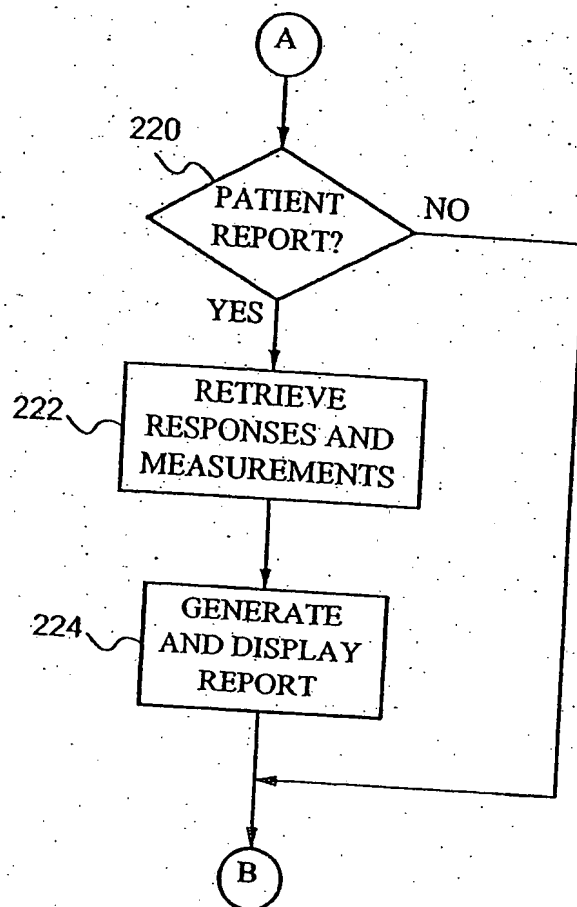 A
220
PATIENT
REPORT?
NO
YES
222
RETRIEVE
RESPONSES AND
MEASUREMENTS
224
GENERATE
AND DISPLAY
REPORT
B